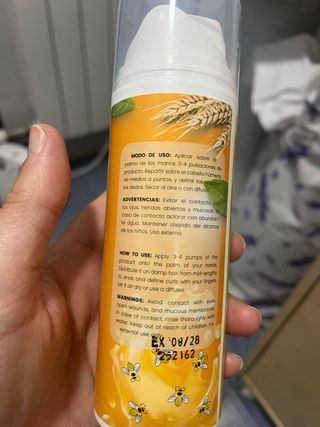 MODO DE USO: Aplicar sobre la
palma de las manos 3-4 pulsaciones de
producto. Repartir sobre el cabello húmedo
de medios a puntas, y definir los rizos con
los dedos. Secar al aire o con difusor.
ADVERTENCIAS: Evitar el contacto con
los ojos, heridas abiertas y mucosas. En
caso de contacto aclarar con abundan-
te agua. Mantener alejado del alcance
de los niños. Uso externo.
HOW TO USE: Apply 3-4 pumps of the
product onto the palm of your hands.
Distribute it on damp hair from mid-lengths
to ends and define curls with your fingers.
Let it air dry or use a diffuser.
WARNINGS: Avoid contact with eyes,
open wounds, and mucous membranes.
In case of contact, rinse thoroughly with
water. Keep out of reach of children. For
external use only.
EX 08/28
252162